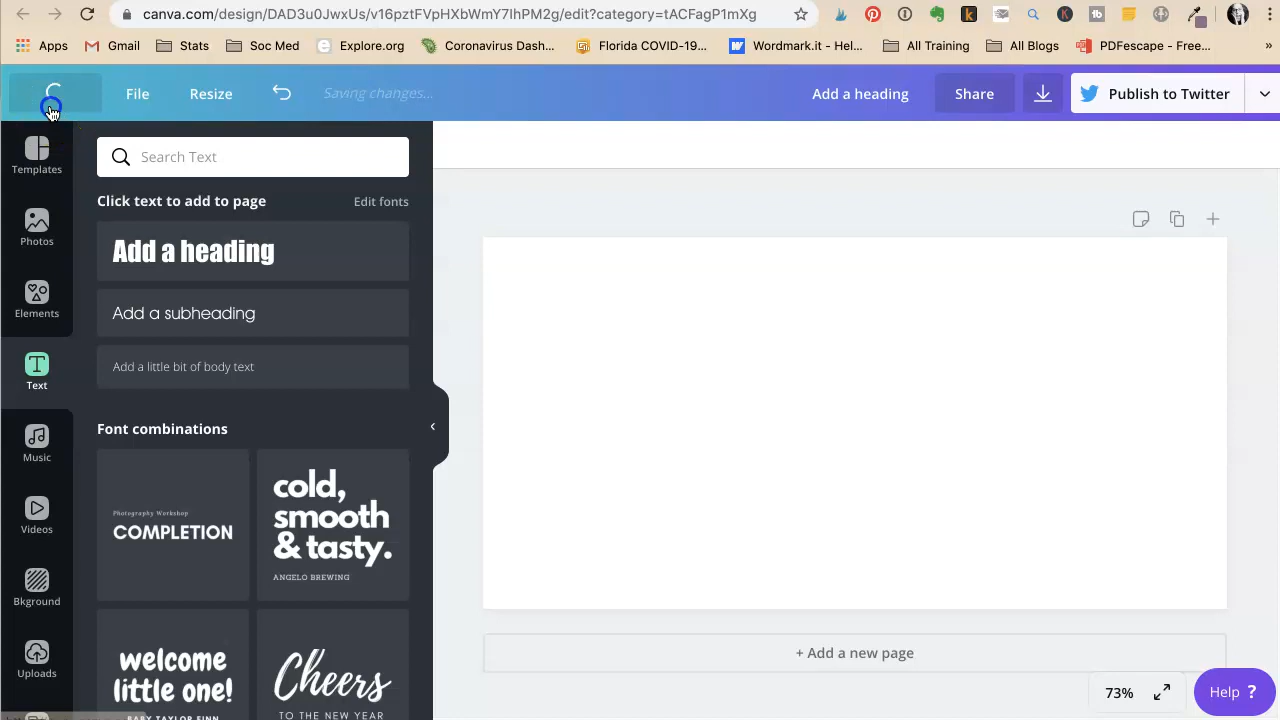 canva.com/design/DAD3u0JwxUs/v16pztFVpHXbWmY7lhPM2g/edit?category=tACFagP1mXg
Apps Gmail Stats Soc Med Explore.org Coronavirus Dash... Florida COVID-19... Wordmark.it - Hel... All Training All Blogs PDFescape - Free... »
File Resize Saving changes... Add a heading Share Publish to Twitter
Templates
Photos
Elements
Text
Music
Videos
Bkground
Uploads
Search Text
Click text to add to page Edit fonts
Add a heading
Add a subheading
Add a little bit of body text
Font combinations
Photography Workshop
COMPLETION
cold,
smooth
& tasty.
ANGELO BREWING
welcome
little one!
BABY TAYLOR FINN
Cheers
TO THE NEW YEAR
+ Add a new page
73% Help ?